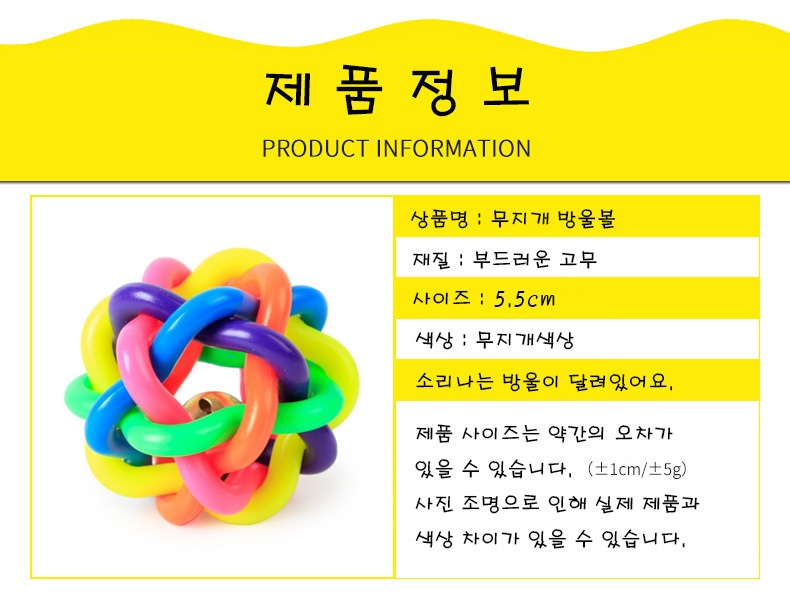 제품정보
PRODUCT INFORMATION
상품명 : 무지개 방울볼
재질 : 부드러운 고무
사이즈 : 5.5cm
색상 : 무지개색상
소리나는 방울이 달려있어요.
제품 사이즈는 약간의 오차가
있을 수 있습니다. (±1cm/±5g)
사진 조명으로 인해 실제 제품과
색상 차이가 있을 수 있습니다.